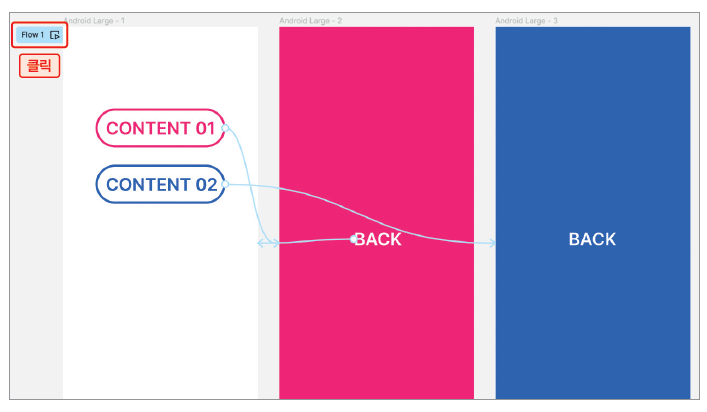 Android Large - 1
Android Large - 2
Android Large - 3
Flow 1
클릭
CONTENT 01
CONTENT 02
BACK
BACK